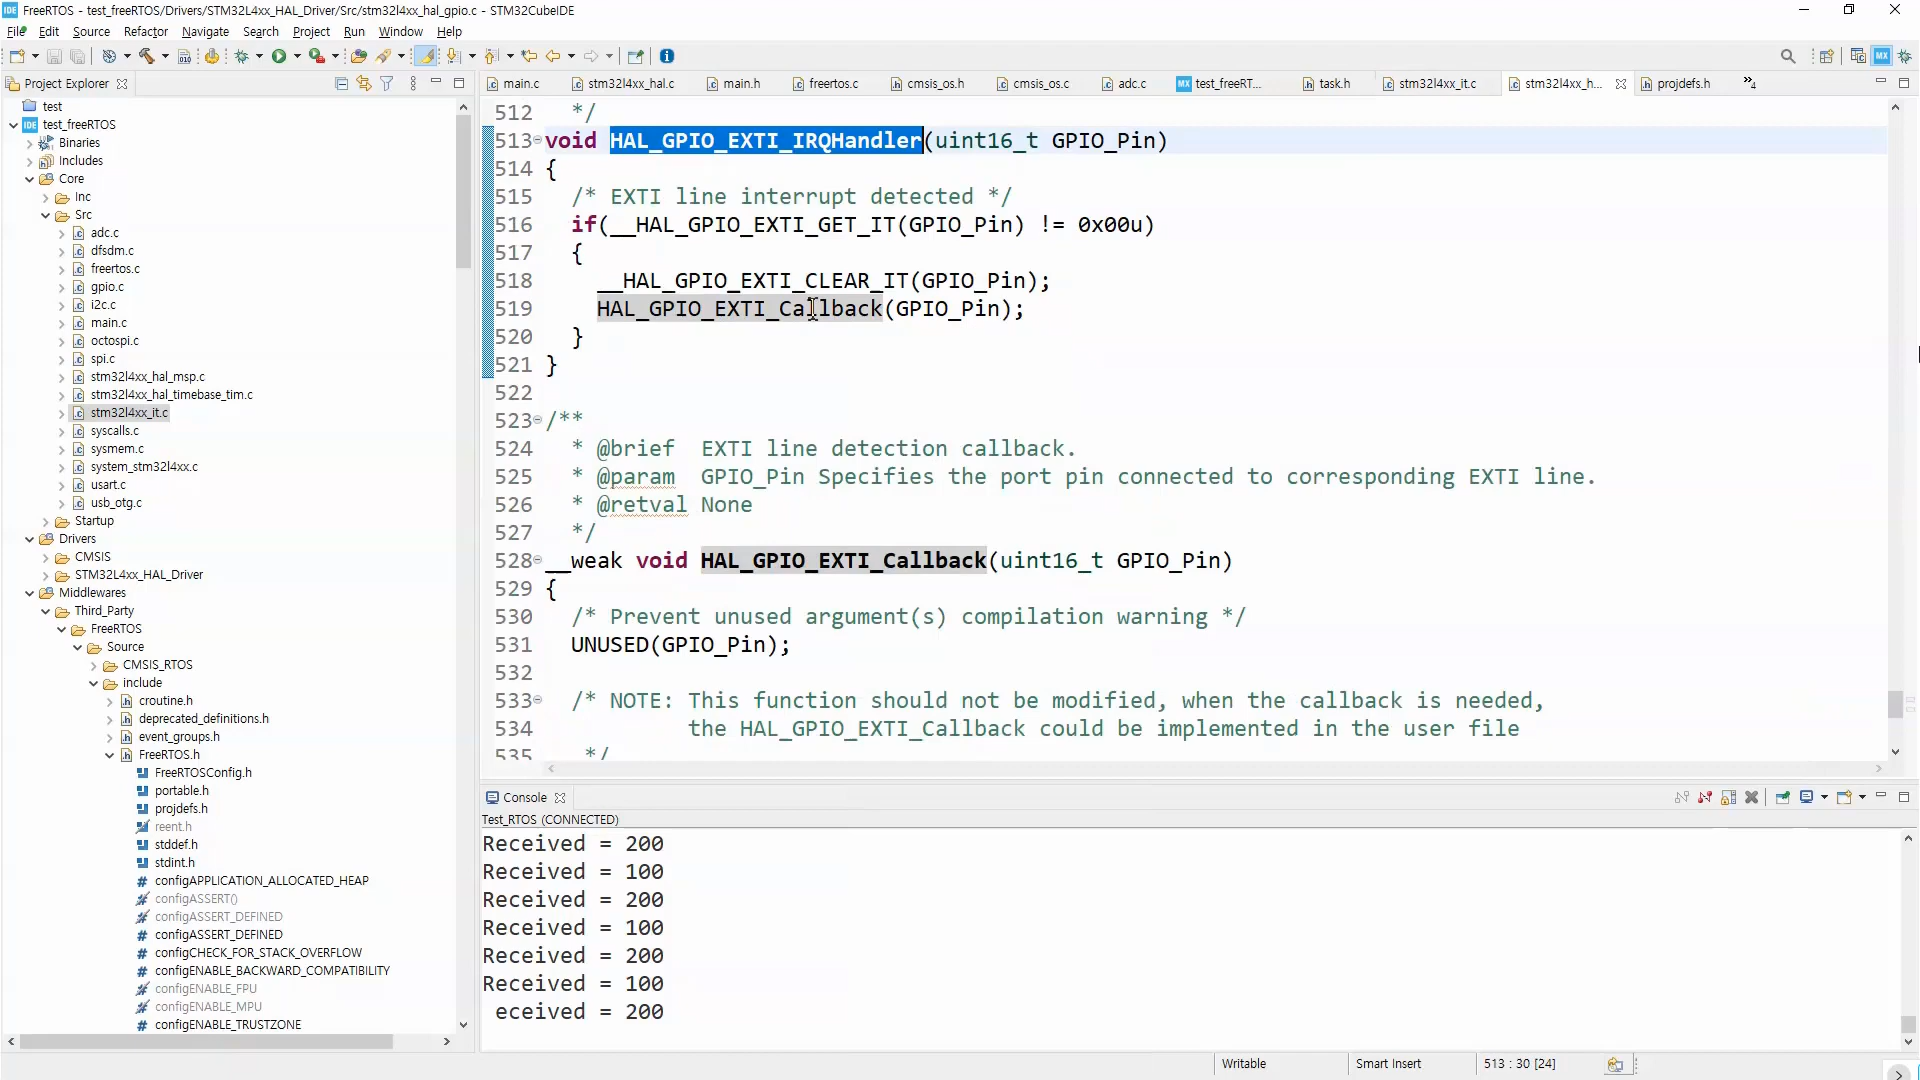 FreeRTOS - test_freeRTOS/Drivers/STM32L4xx_HAL_Driver/Src/stm32l4xx_hal_gpio.c - STM32CubeIDE
File Edit Source Refactor Navigate Search Project Run Window Help
Project Explorer
main.c stm32l4xx_hal.c main.h freertos.c cmsis_os.h cmsis_os.c adc.c test_freeRT... task.h stm32l4xx_it.c stm32l4xx_h... projdefs.h »4
test
test_freeRTOS
Binaries
Includes
Core
Inc
Src
adc.c
dfsdm.c
freertos.c
gpio.c
i2c.c
main.c
octospi.c
spi.c
stm32l4xx_hal_msp.c
stm32l4xx_hal_timebase_tim.c
stm32l4xx_it.c
syscalls.c
sysmem.c
system_stm32l4xx.c
usart.c
usb_otg.c
Startup
Drivers
CMSIS
STM32L4xx_HAL_Driver
Middlewares
Third_Party
FreeRTOS
Source
CMSIS_RTOS
include
croutine.h
deprecated_definitions.h
event_groups.h
FreeRTOS.h
FreeRTOSConfig.h
portable.h
projdefs.h
reent.h
stddef.h
stdint.h
configAPPLICATION_ALLOCATED_HEAP
configASSERT()
configASSERT_DEFINED
configASSERT_DEFINED
configCHECK_FOR_STACK_OVERFLOW
configENABLE_BACKWARD_COMPATIBILITY
configENABLE_FPU
configENABLE_MPU
configENABLE_TRUSTZONE
512 */
513 void HAL_GPIO_EXTI_IRQHandler(uint16_t GPIO_Pin)
514 {
515 /* EXTI line interrupt detected */
516 if(__HAL_GPIO_EXTI_GET_IT(GPIO_Pin) != 0x00u)
517 {
518 __HAL_GPIO_EXTI_CLEAR_IT(GPIO_Pin);
519 HAL_GPIO_EXTI_Callback(GPIO_Pin);
520 }
521 }
522
523 /**
524 * @brief EXTI line detection callback.
525 * @param GPIO_Pin Specifies the port pin connected to corresponding EXTI line.
526 * @retval None
527 */
528 __weak void HAL_GPIO_EXTI_Callback(uint16_t GPIO_Pin)
529 {
530 /* Prevent unused argument(s) compilation warning */
531 UNUSED(GPIO_Pin);
532
533 /* NOTE: This function should not be modified, when the callback is needed,
534 the HAL_GPIO_EXTI_Callback could be implemented in the user file
535 */
Console
Test_RTOS (CONNECTED)
Received = 200
Received = 100
Received = 200
Received = 100
Received = 200
Received = 100
eceived = 200
Writable Smart Insert 513 : 30 [24]